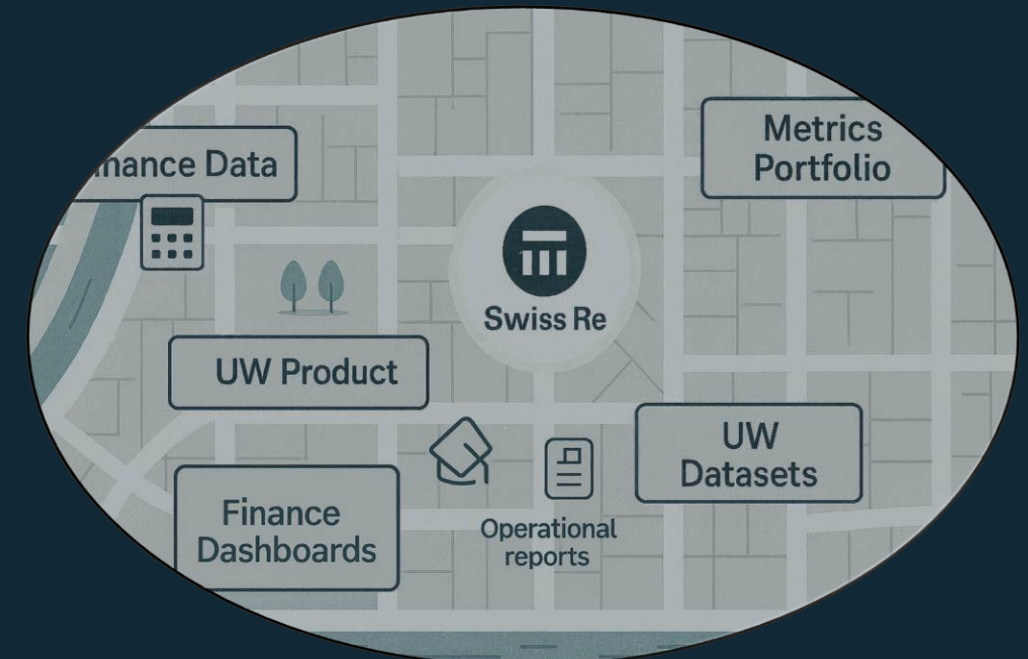 nance Data
Metrics
Portfolio
Swiss Re
UW Product
UW
Datasets
Finance
Dashboards
Operational
reports